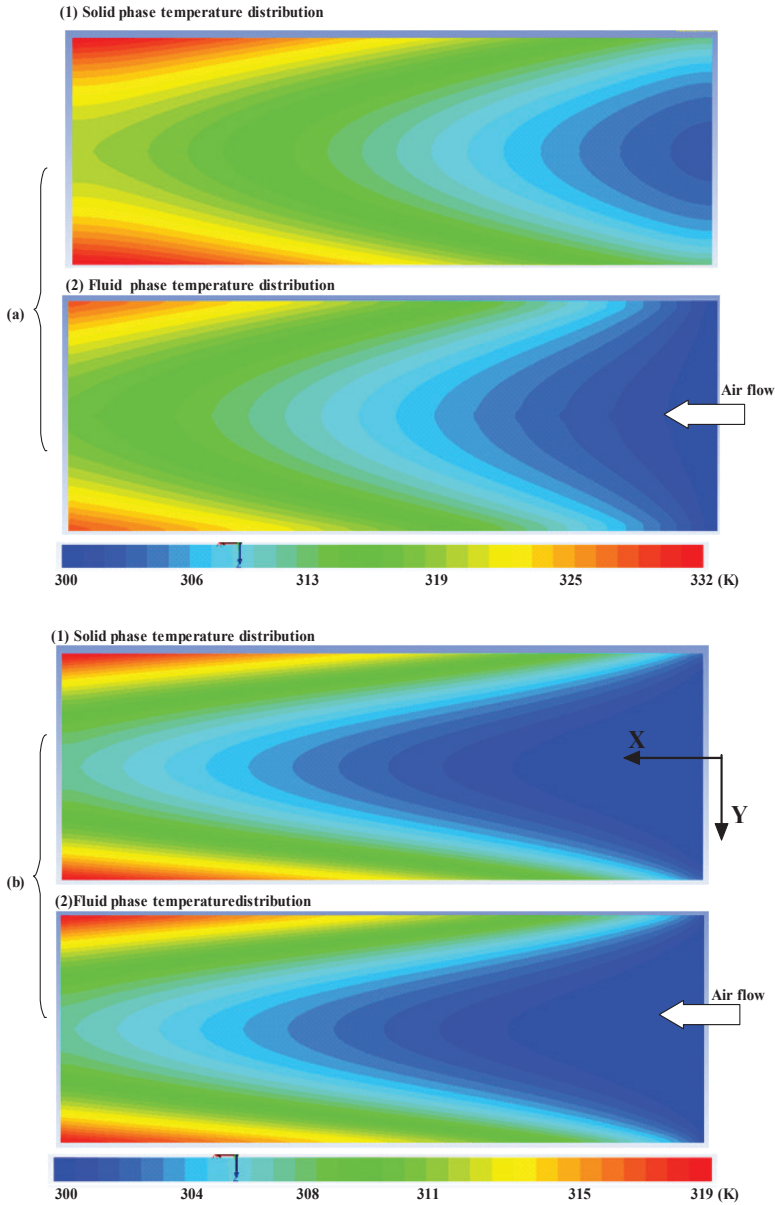 (1) Solid phase temperature distribution
(2) Fluid phase temperature distribution
(a)
Air flow
300 306 313 319 325 332 (K)
(1) Solid phase temperature distribution
X
Y
(b)
(2)Fluid phase temperaturedistribution
Air flow
300 304 308 311 315 319 (K)